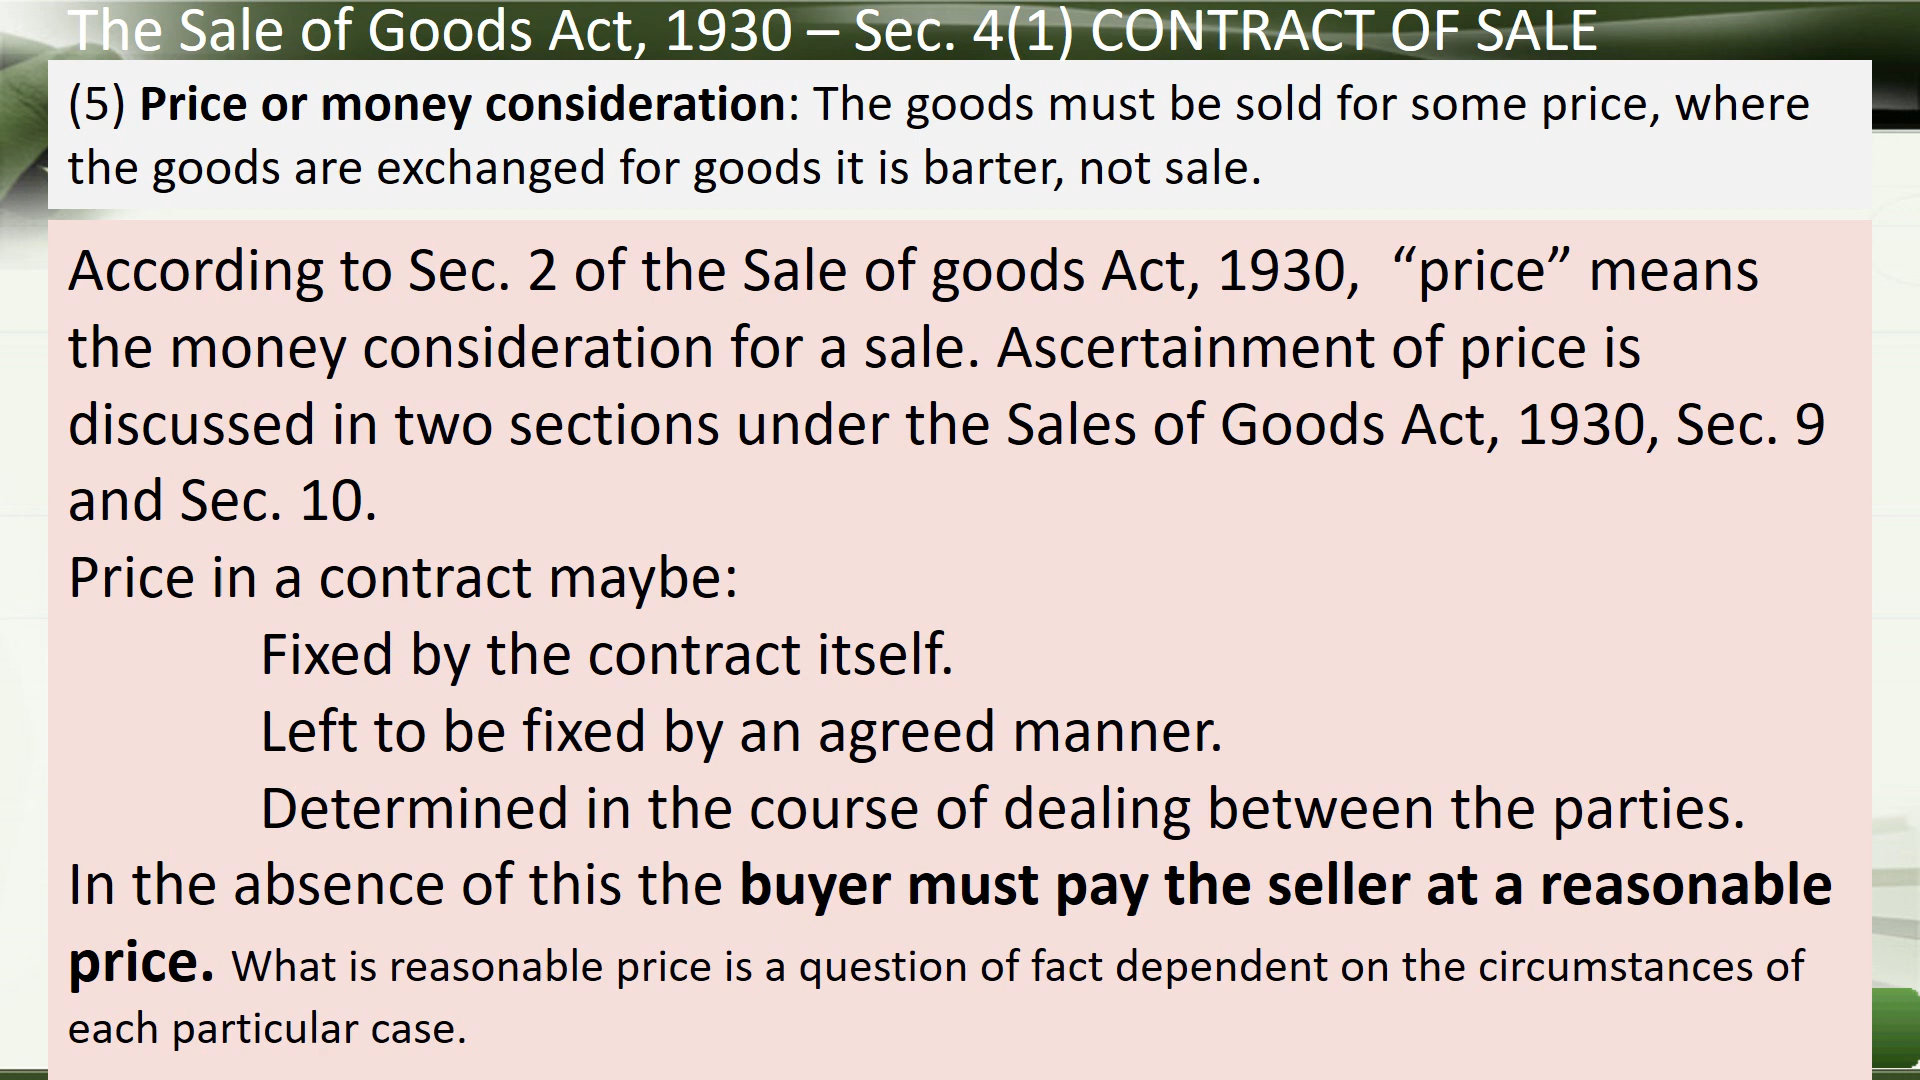 The Sale of Goods Act, 1930 – Sec. 4(1) CONTRACT OF SALE
(5) Price or money consideration: The goods must be sold for some price, where
the goods are exchanged for goods it is barter, not sale.
According to Sec. 2 of the Sale of goods Act, 1930,  “price” means
the money consideration for a sale. Ascertainment of price is
discussed in two sections under the Sales of Goods Act, 1930, Sec. 9
and Sec. 10.
Price in a contract maybe:
Fixed by the contract itself.
Left to be fixed by an agreed manner.
Determined in the course of dealing between the parties.
In the absence of this the buyer must pay the seller at a reasonable
price. What is reasonable price is a question of fact dependent on the circumstances of
each particular case.